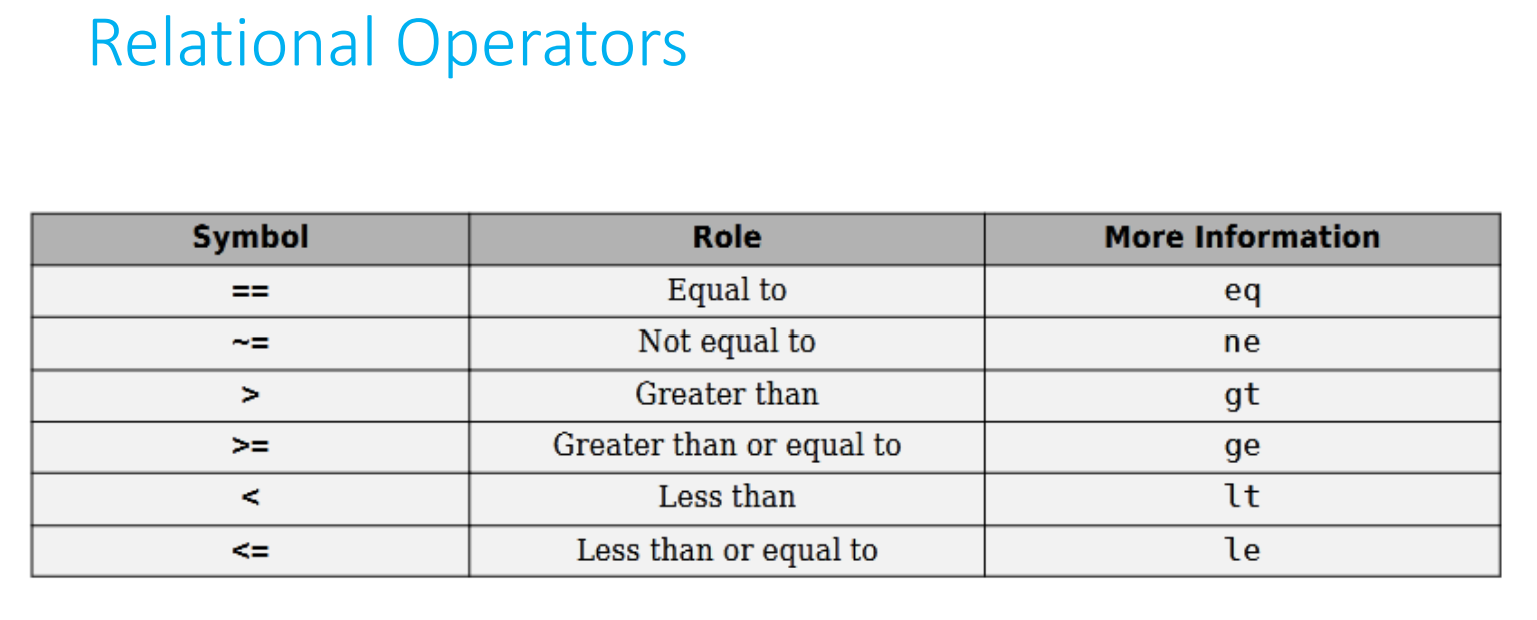 Relational Operators
Symbol Role More Information
== Equal to eq
~= Not equal to ne
> Greater than gt
>= Greater than or equal to ge
< Less than lt
<= Less than or equal to le